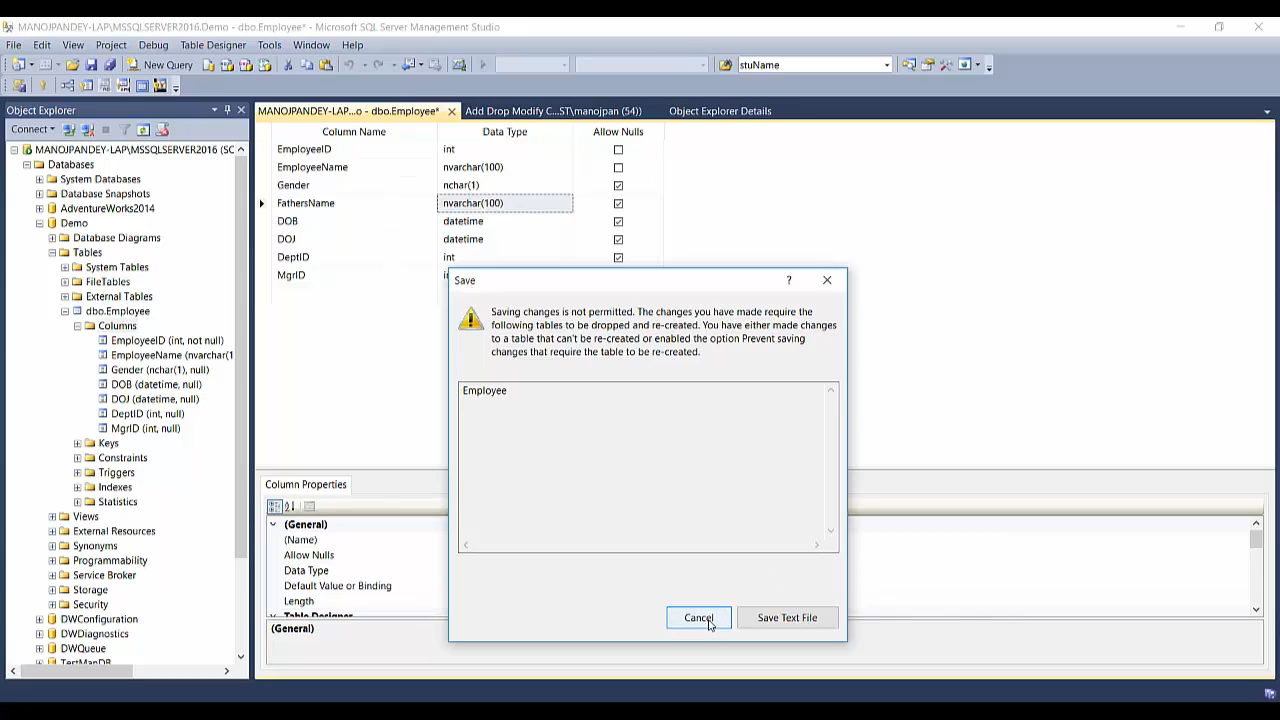 MANOJPANDEY-LAP\MSSQLSERVER2016.Demo - dbo.Employee* - Microsoft SQL Server Management Studio
File Edit View Project Debug Table Designer Tools Window Help
New Query stuName
Object Explorer
Connect
MANOJPANDEY-LAP\MSSQLSERVER2016 (SC
Databases
System Databases
Database Snapshots
AdventureWorks2014
Demo
Database Diagrams
Tables
System Tables
FileTables
External Tables
dbo.Employee
Columns
EmployeeID (int, not null)
EmployeeName (nvarchar(1
Gender (nchar(1), null)
DOB (datetime, null)
DOJ (datetime, null)
DeptID (int, null)
MgrID (int, null)
Keys
Constraints
Triggers
Indexes
Statistics
Views
External Resources
Synonyms
Programmability
Service Broker
Storage
Security
DWConfiguration
DWDiagnostics
DWQueue
TestManDB
MANOJPANDEY-LAP...o - dbo.Employee* Add Drop Modify C...ST\manojpan (54)) Object Explorer Details
Column Name Data Type Allow Nulls
EmployeeID int
EmployeeName nvarchar(100)
Gender nchar(1)
FathersName nvarchar(100)
DOB datetime
DOJ datetime
DeptID int
MgrID
Save ?
Saving changes is not permitted. The changes you have made require the
following tables to be dropped and re-created. You have either made changes
to a table that can't be re-created or enabled the option Prevent saving
changes that require the table to be re-created.
Employee
Cancel Save Text File
Column Properties
(General)
(Name)
Allow Nulls
Data Type
Default Value or Binding
Length
Table Designer
(General)